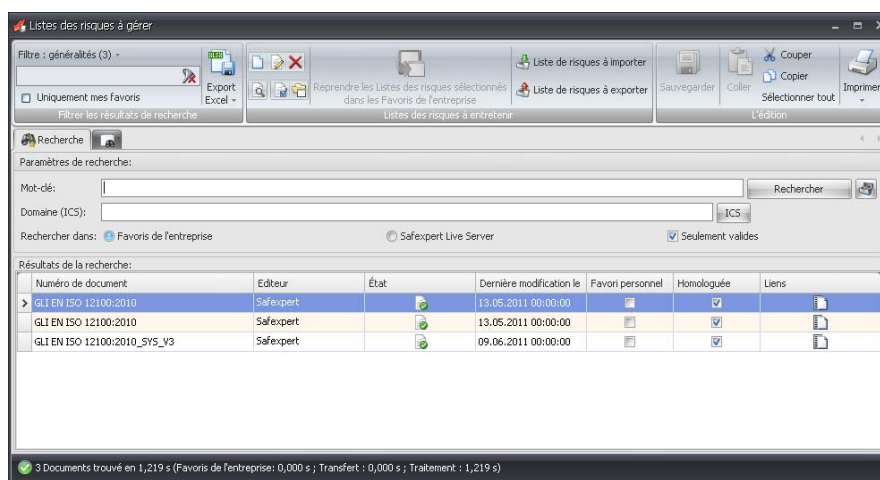 Listes des risques à gérer
Filtre : généralités (3)
Uniquement mes favoris
Filtrer les résultats de recherche
Export Excel
Reprendre les Listes des risques sélectionnés
dans les Favoris de l'entreprise
Liste de risques à importer
Liste de risques à exporter
Listes des risques à entretenir
Sauvegarder
Coller
Couper
Copier
Sélectionner tout
Imprimer
L'édition
Recherche
Paramètres de recherche:
Mot-clé: Rechercher
Domaine (ICS): ICS
Rechercher dans: Favoris de l'entreprise Safexpert Live Server Seulement valides
Résultats de la recherche:
Numéro de document Editeur État Dernière modification le Favori personnel Homologuée Liens
GLI EN ISO 12100:2010 Safexpert 13.05.2011 00:00:00
GLI EN ISO 12100:2010 Safexpert 13.05.2011 00:00:00
GLI EN ISO 12100:2010_SYS_V3 Safexpert 09.06.2011 00:00:00
3 Documents trouvé en 1,219 s (Favoris de l'entreprise: 0,000 s ; Transfert : 0,000 s ; Traitement : 1,219 s)